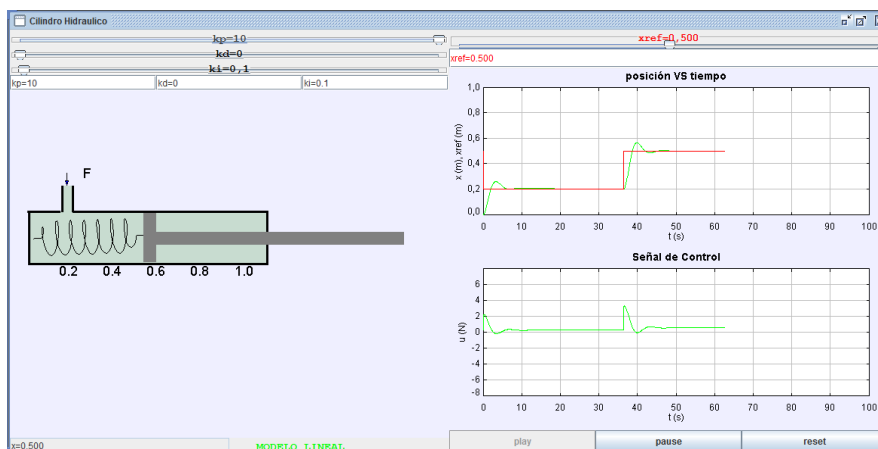 Cilindro Hidraulico
kp=10
kd=0
ki=0,1
kp=10 kd=0 ki=0.1
xref=0,500
xref=0.500
F
0.2 0.4 0.6 0.8 1.0
x=0.500
MODELO LINEAL
posición VS tiempo
x (m), xref (m)
1,0
0,8
0,6
0,4
0,2
0,0
0 10 20 30 40 50 60 70 80 90 100
t (s)
Señal de Control
u (N)
6
4
2
0
-2
-4
-6
-8
0 10 20 30 40 50 60 70 80 90 100
t (s)
play pause reset